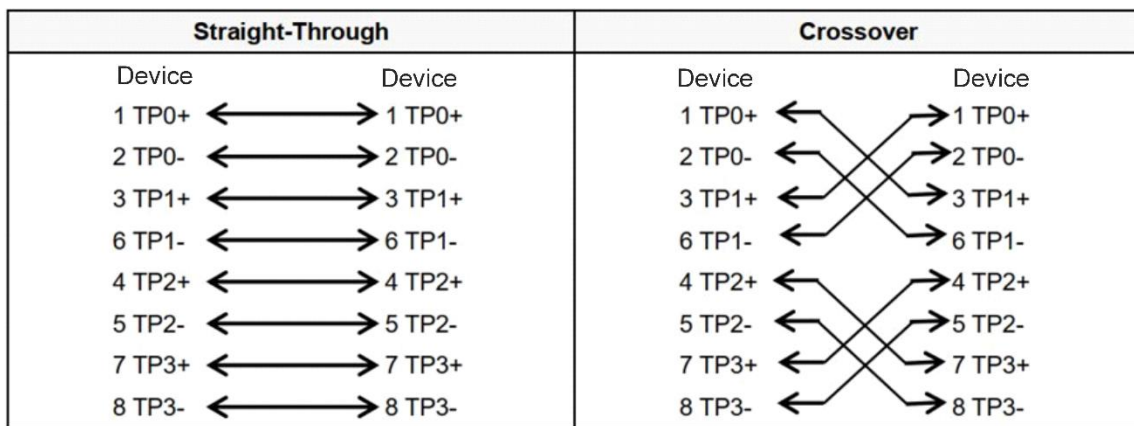 Straight-Through Crossover
Device Device Device Device
1 TP0+ 1 TP0+ 1 TP0+ 1 TP0+
2 TP0- 2 TP0- 2 TP0- 2 TP0-
3 TP1+ 3 TP1+ 3 TP1+ 3 TP1+
6 TP1- 6 TP1- 6 TP1- 6 TP1-
4 TP2+ 4 TP2+ 4 TP2+ 4 TP2+
5 TP2- 5 TP2- 5 TP2- 5 TP2-
7 TP3+ 7 TP3+ 7 TP3+ 7 TP3+
8 TP3- 8 TP3- 8 TP3- 8 TP3-